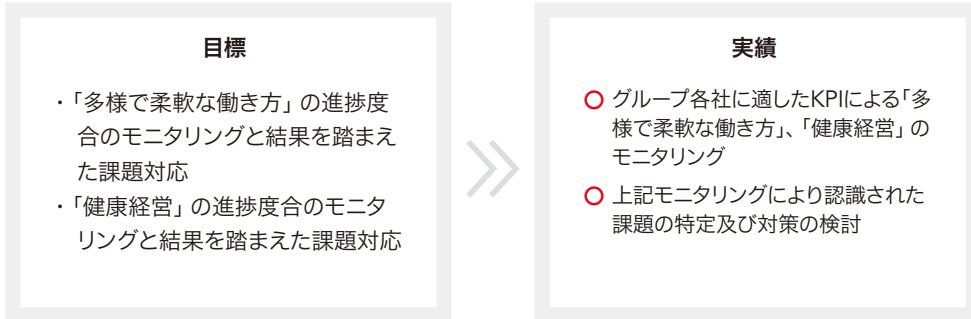 目標
・「多様で柔軟な働き方」の進捗度
合のモニタリングと結果を踏まえ
た課題対応
・「健康経営」の進捗度合のモニタ
リングと結果を踏まえた課題対応
実績
○ グループ各社に適したKPIによる「多
様で柔軟な働き方」、「健康経営」の
モニタリング
○ 上記モニタリングにより認識された
課題の特定及び対策の検討